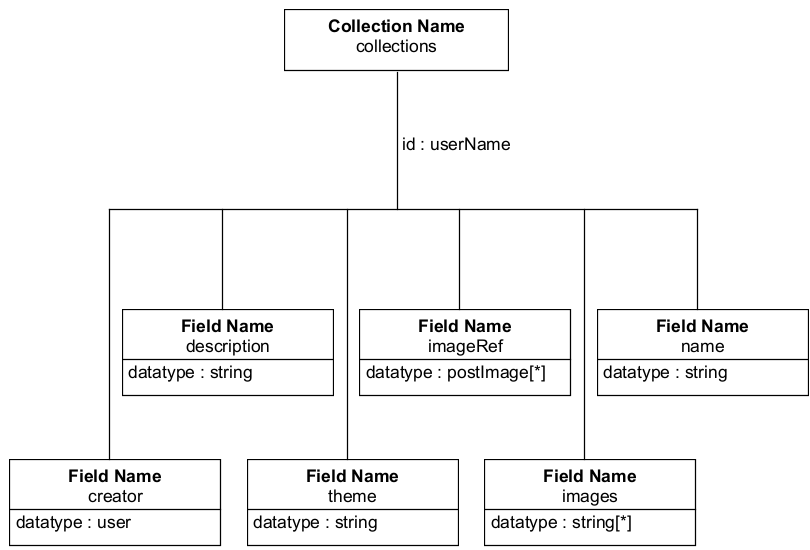 Collection Name
collections
id : userName
Field Name
description
datatype : string
Field Name
imageRef
datatype : postImage[*]
Field Name
name
datatype : string
Field Name
creator
datatype : user
Field Name
theme
datatype : string
Field Name
images
datatype : string[*]